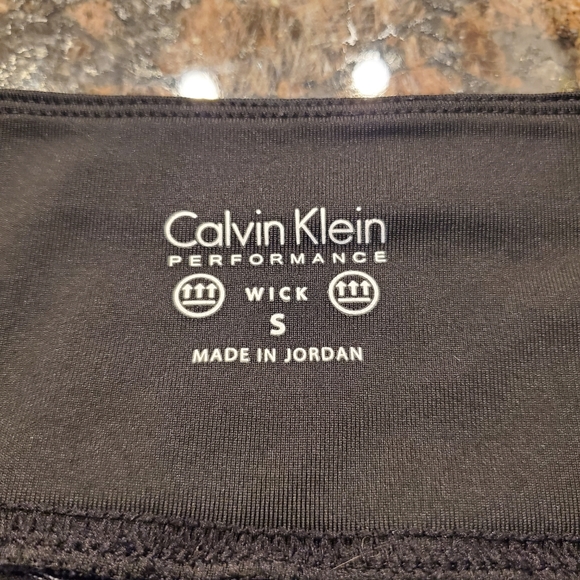 Calvin Klein
PERFORMANCE
WICK
S
MADE IN JORDAN